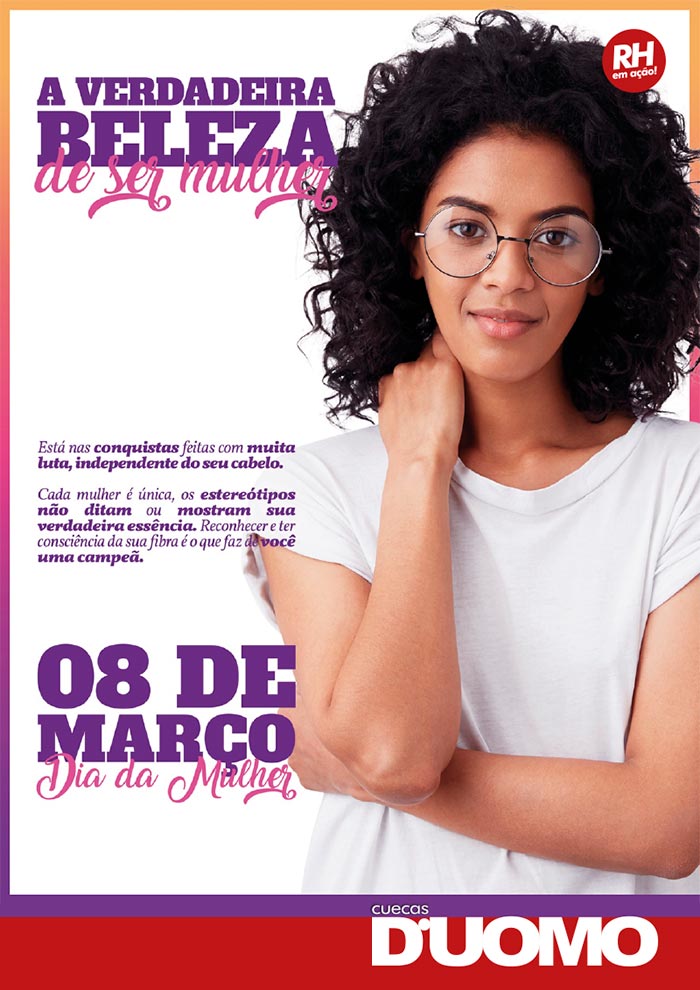 RH
em ação!
A VERDADEIRA
BELEZA
de ser mulher
Está nas conquistas feitas com muita
luta, independente do seu cabelo.
Cada mulher é única, os estereótipos
não ditam ou mostram sua
verdadeira essência. Reconhecer e ter
consciência da sua fibra é o que faz de você
uma campeã.
08 DE
MARÇO
Dia da Mulher
cuecas
D'UOMO